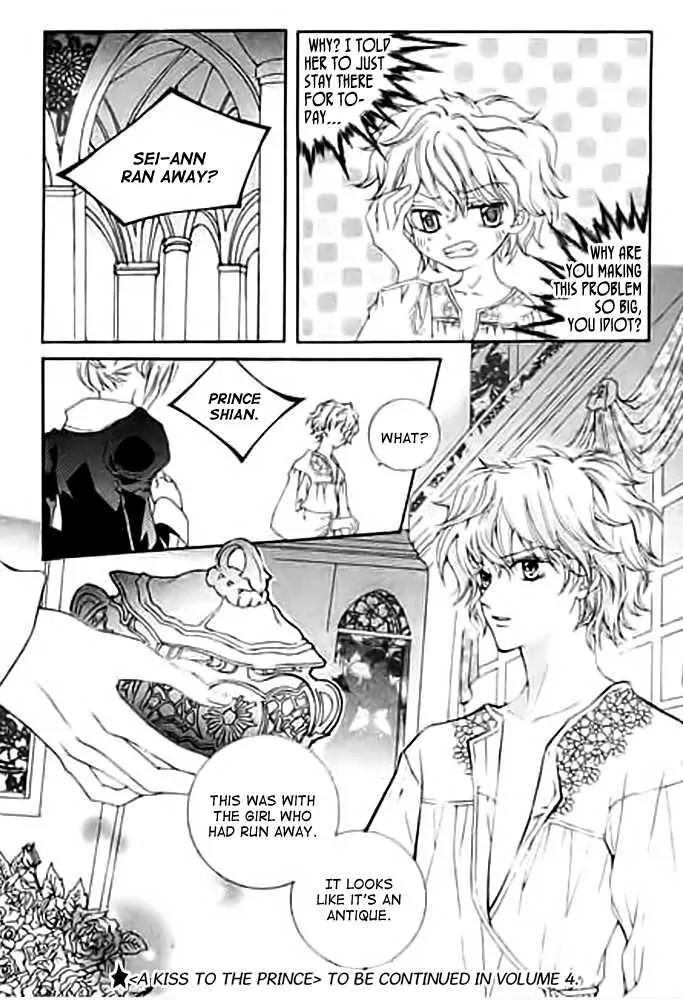 SEI-ANN
RAN AWAY?
WHY? I TOLD
HER TO JUST
STAY THERE
FOR TO-
DAY...
WHY ARE
YOU MAKING
THIS PROBLEM
SO BIG,
YOU IDIOT?
PRINCE
SHIAN.
WHAT?
THIS WAS WITH
THE GIRL WHO
HAD RUN AWAY.
IT LOOKS
LIKE IT'S AN
ANTIQUE.
★<A KISS TO THE PRINCE> TO BE CONTINUED IN VOLUME 4.